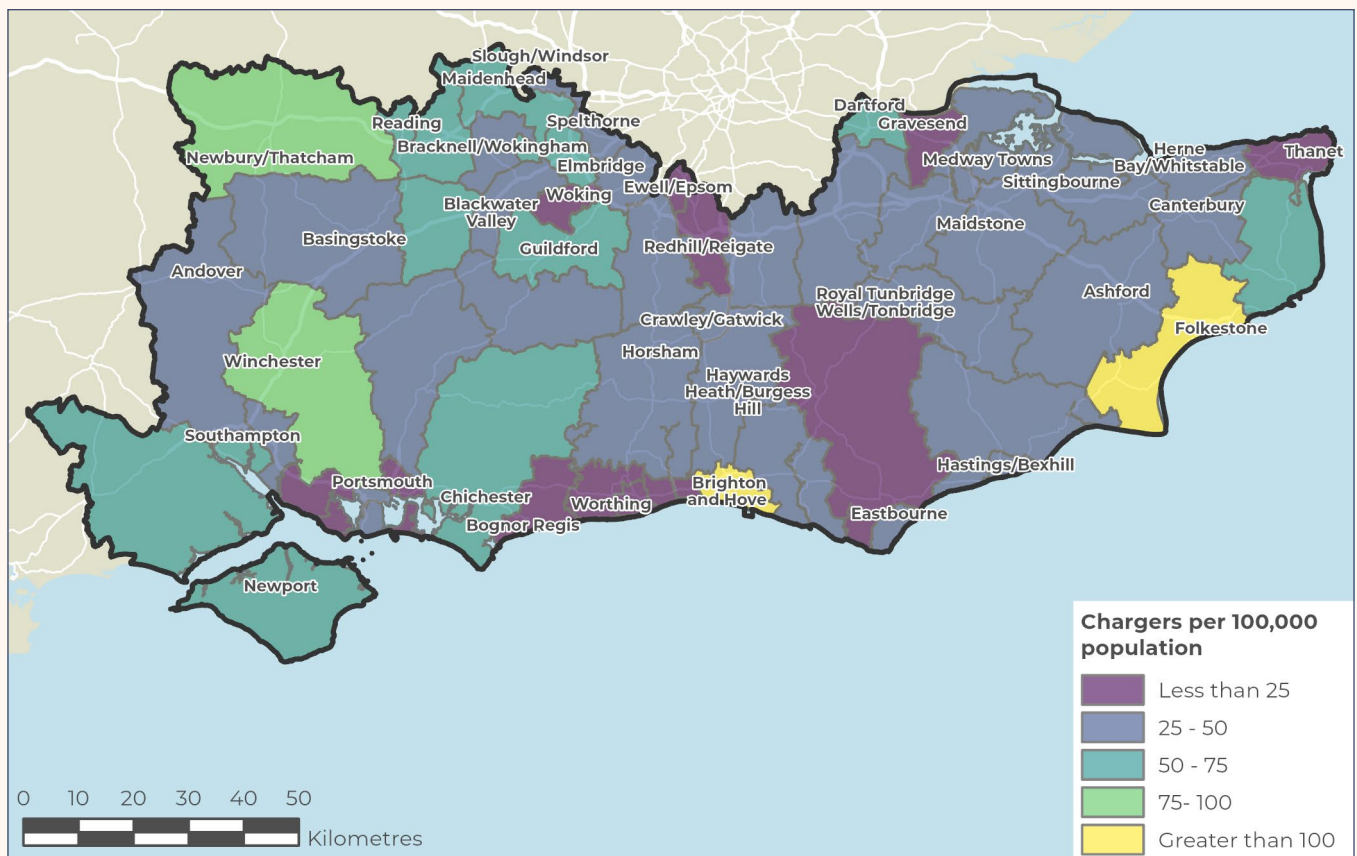 Slough/Windsor
Maidenhead
Dartford
Reading
Spelthorne
Gravesend
Bracknell/Wokingham
Herne
Bay/Whitstable
Thanet
Newbury/Thatcham
Elmbridge
Medway Towns
Sittingbourne
Ewell/Epsom
Woking
Blackwater
Valley
Canterbury
Maidstone
Basingstoke
Guildford
Redhill/Reigate
Andover
Royal Tunbridge
Wells/Tonbridge
Ashford
Crawley/Gatwick
Folkestone
Winchester
Horsham
Haywards
Heath/Burgess
Hill
Southampton
Hastings/Bexhill
Portsmouth
Brighton
and Hove
Chichester
Worthing
Eastbourne
Bognor Regis
Newport
Chargers per 100,000
population
Less than 25
25 - 50
50 - 75
75- 100
Greater than 100
0 10 20 30 40 50
Kilometres